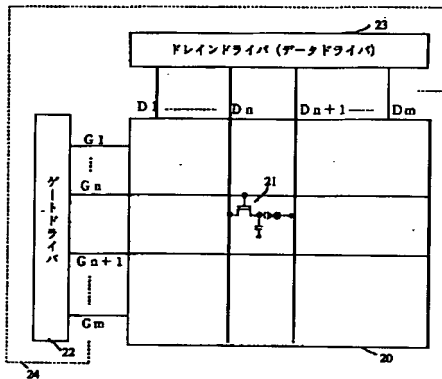 23
ドレインドライバ (データドライバ)
D1 Dn Dn+1 Dm
ゲートドライバ
G1
Gn
21
Gn+1
Gm
22
20
24